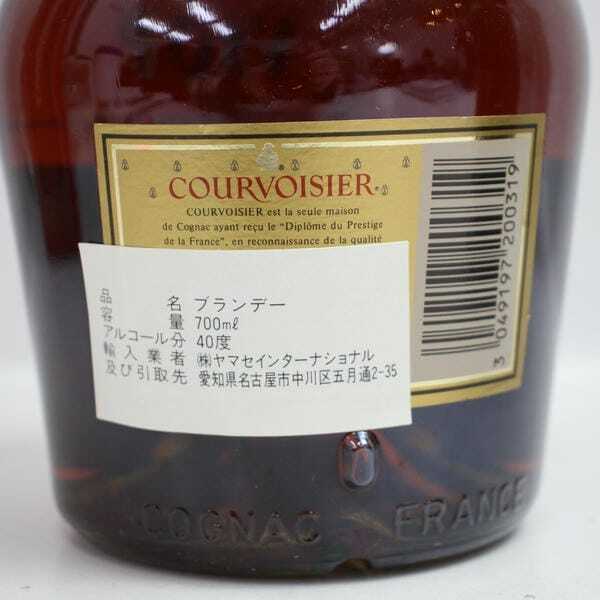 COURVOISIER
COURVOISIER est la seule maison
de Cognac ayant reçu le "Diplôme du Prestige
de la France", en reconnaissance de la qualité
品名 ブランデー
容量 700mℓ
アルコール分 40度
輸入業者 ㈱ヤマセインターナショナル
及び引取先 愛知県名古屋市中川区五月通2-35
3 049197 200319
COGNAC FRANCE